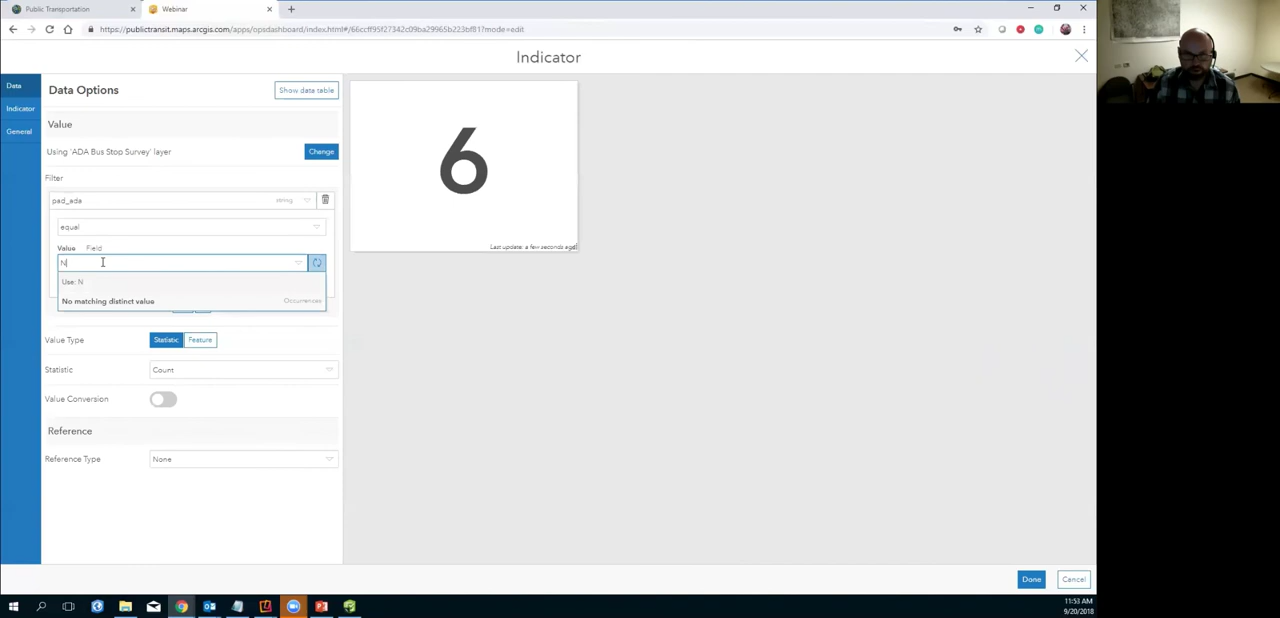 Public Transportation
Webinar
https://publictransit.maps.arcgis.com/apps/opsdashboard/index.html#/66ccff95f27342c09ba29965b223bf81?mode=edit
Indicator
Data
Indicator
General
Data Options
Show data table
Value
Using 'ADA Bus Stop Survey' layer
Change
Filter
pad_ada
string
equal
Value Field
N
Use: N
No matching distinct value
Occurrences
Value Type
Statistic
Feature
Statistic
Count
Value Conversion
Reference
Reference Type
None
6
Last update: a few seconds ago
Done
Cancel
11:53 AM
9/20/2018